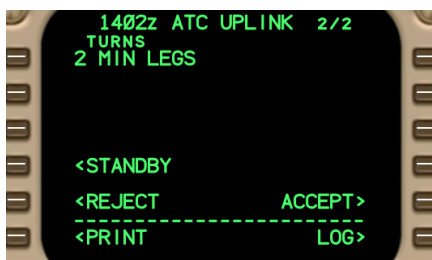 1402z ATC UPLINK 2/2
TURNS
2 MIN LEGS
<STANDBY
<REJECT ACCEPT>
<PRINT LOG>